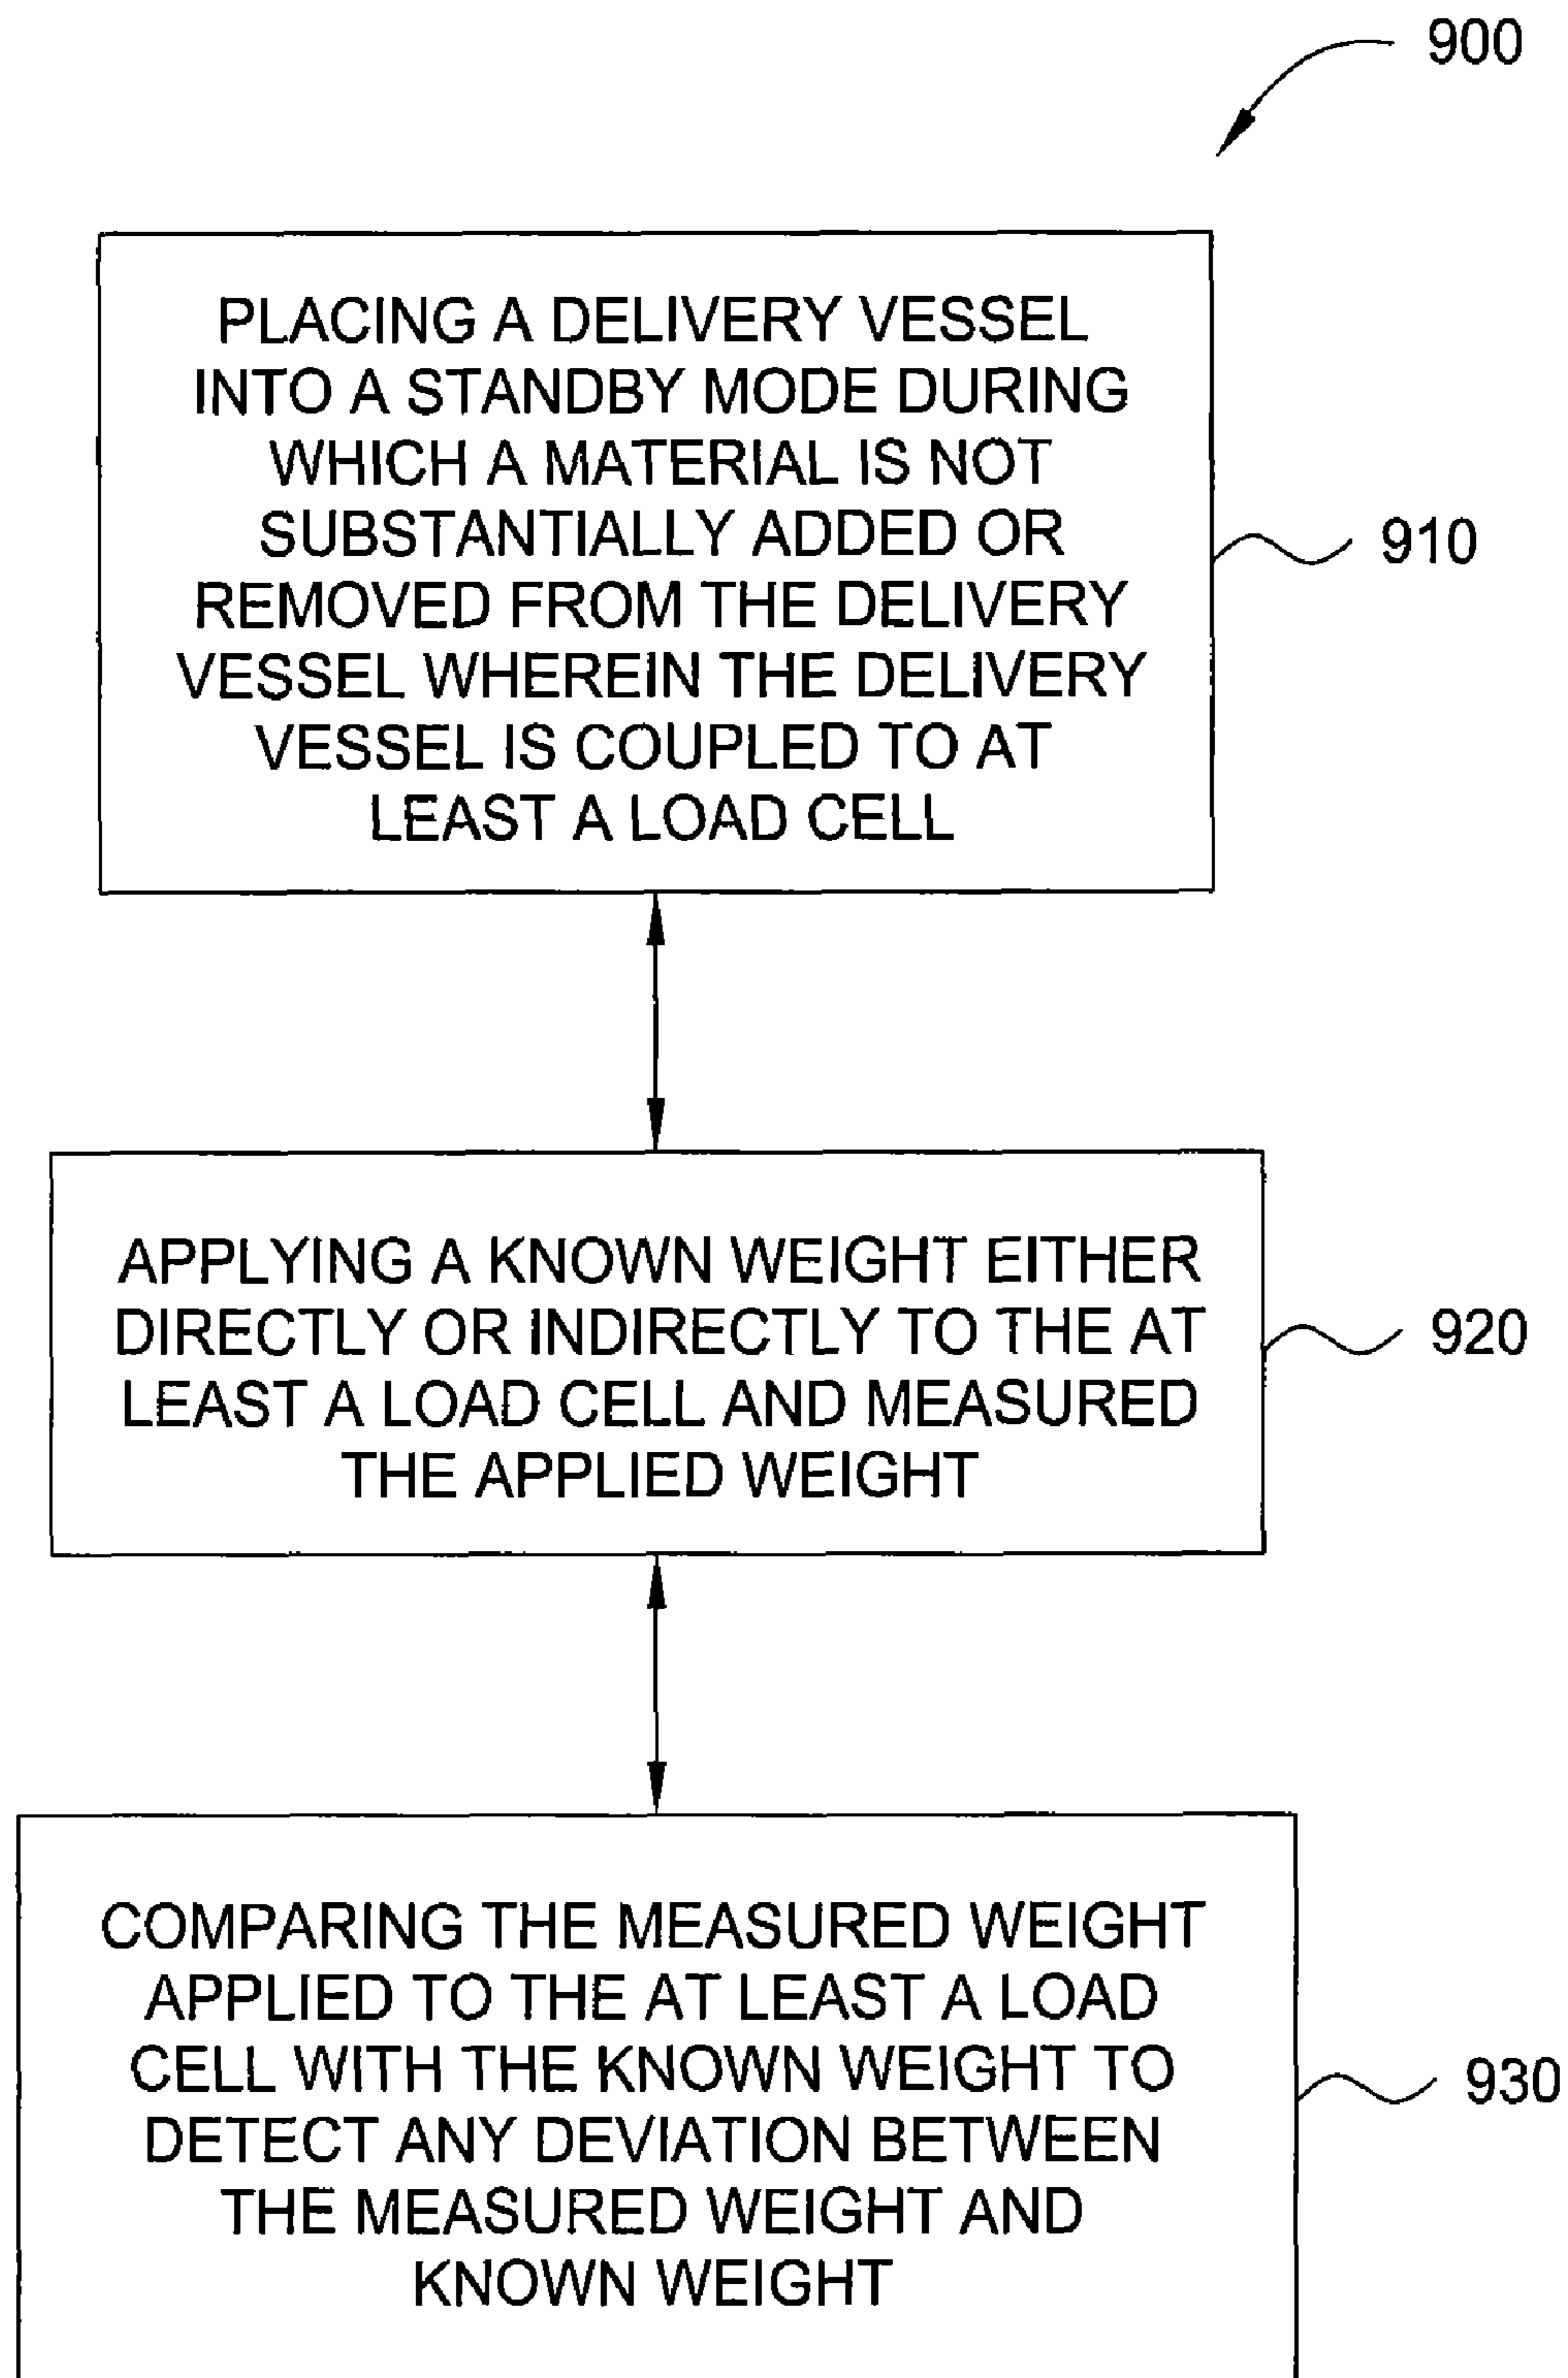 900
PLACING A DELIVERY VESSEL
INTO A STANDBY MODE DURING
WHICH A MATERIAL IS NOT
SUBSTANTIALLY ADDED OR
REMOVED FROM THE DELIVERY
VESSEL WHEREIN THE DELIVERY
VESSEL IS COUPLED TO AT
LEAST A LOAD CELL
910
APPLYING A KNOWN WEIGHT EITHER
DIRECTLY OR INDIRECTLY TO THE AT
LEAST A LOAD CELL AND MEASURED
THE APPLIED WEIGHT
920
COMPARING THE MEASURED WEIGHT
APPLIED TO THE AT LEAST A LOAD
CELL WITH THE KNOWN WEIGHT TO
DETECT ANY DEVIATION BETWEEN
THE MEASURED WEIGHT AND
KNOWN WEIGHT
930